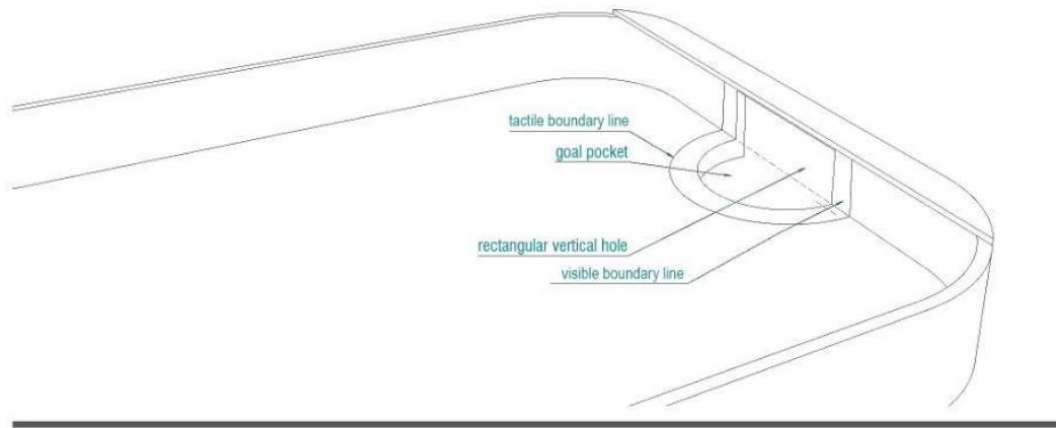 tactile boundary line
goal pocket
rectangular vertical hole
visible boundary line